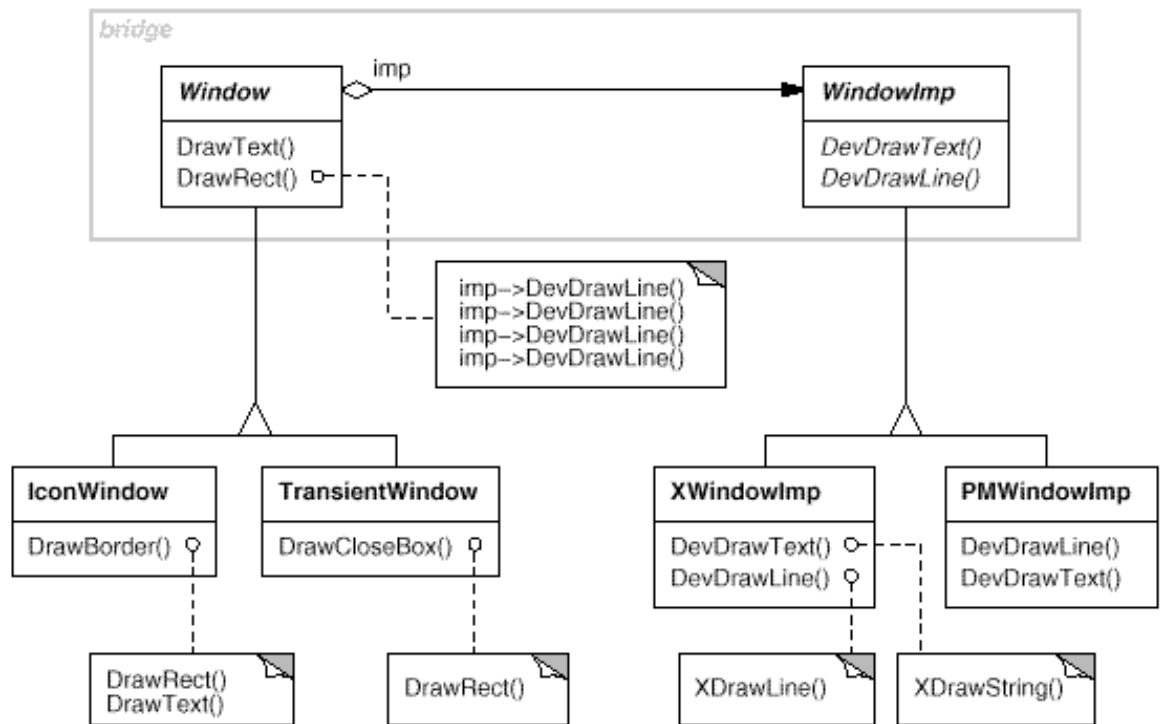 bridge
imp
Window
WindowImp
DrawText()
DrawRect()
DevDrawText()
DevDrawLine()
imp->DevDrawLine()
imp->DevDrawLine()
imp->DevDrawLine()
imp->DevDrawLine()
IconWindow
DrawBorder()
TransientWindow
DrawCloseBox()
XWindowImp
DevDrawText()
DevDrawLine()
PMWindowImp
DevDrawLine()
DevDrawText()
DrawRect()
DrawText()
DrawRect()
XDrawLine()
XDrawString()